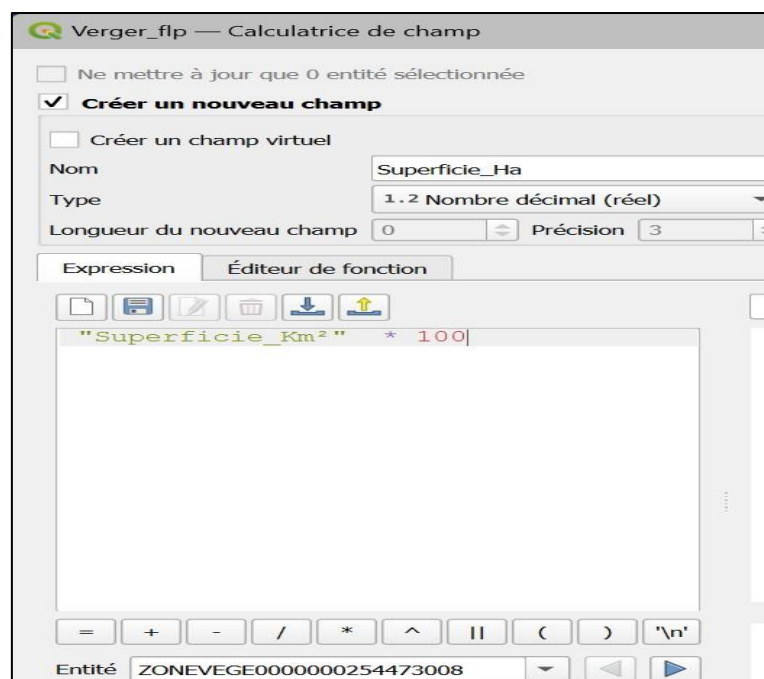 Verger_flp — Calculatrice de champ
Ne mettre à jour que 0 entité sélectionnée
Créer un nouveau champ
Créer un champ virtuel
Nom Superficie_Ha
Type 1.2 Nombre décimal (réel)
Longueur du nouveau champ 0 Précision 3
Expression Éditeur de fonction
"Superficie_Km²" * 100
= + - / * ^ || ( ) '\n'
Entité ZONEVEGE0000000254473008